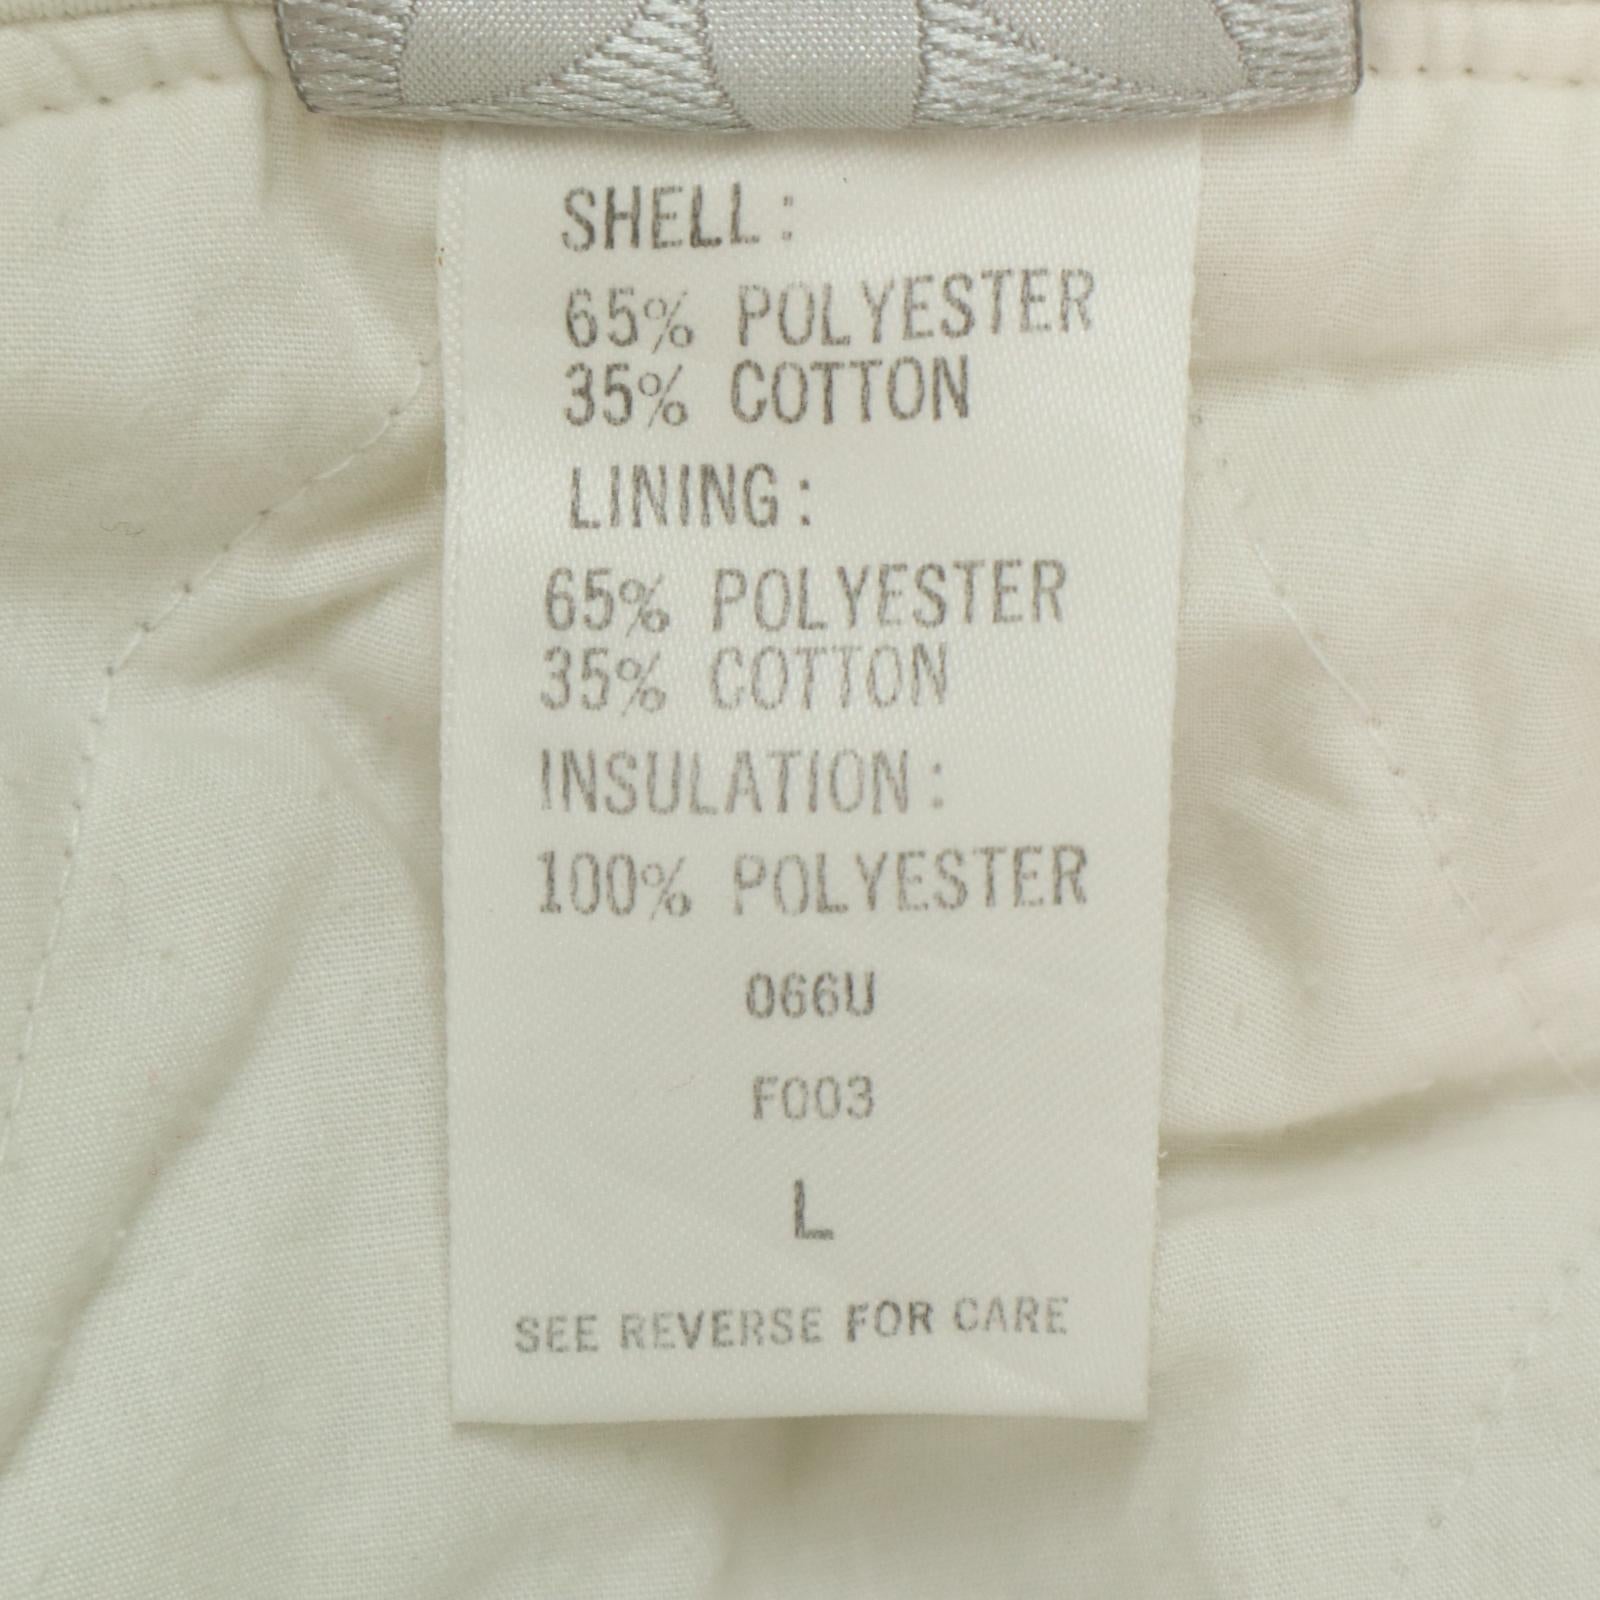 SHELL:
65% POLYESTER
35% COTTON
LINING:
65% POLYESTER
35% COTTON
INSULATION:
100% POLYESTER
066U
F003
L
SEE REVERSE FOR CARE